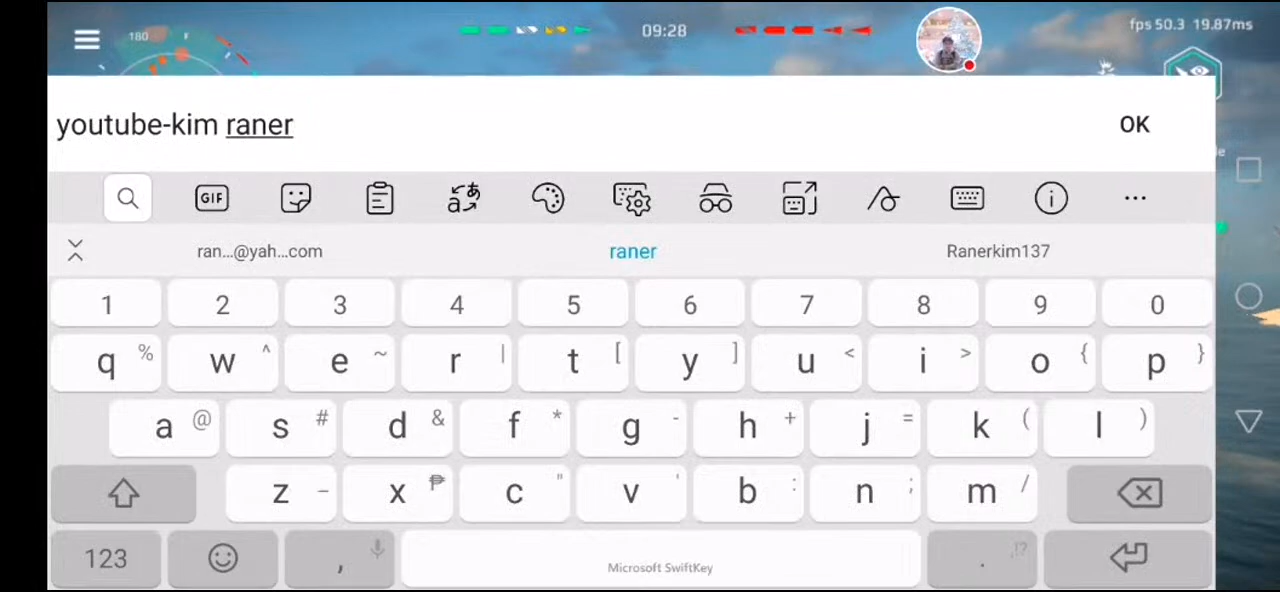 180
09:28
fps 50.3 19.87ms
youtube-kim raner
OK
GIF
ran...@yah...com
raner
Ranerkim137
1 2 3 4 5 6 7 8 9 0
q % w ^ e ~ r | t [ y ] u < i > o { p }
a @ s # d & f * g - h + j = k ( l )
z _ x ₱ c " v ' b : n ; m /
123 , . ,!?
Microsoft SwiftKey